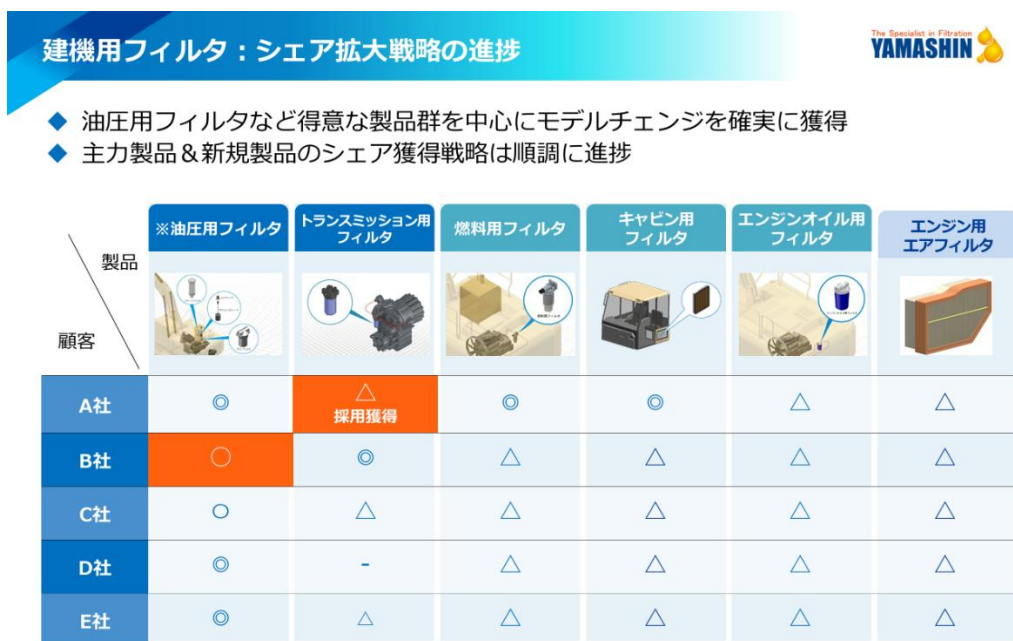 建機用フィルタ：シェア拡大戦略の進捗
The Specialist in Filtration
YAMASHIN
◆ 油圧用フィルタなど得意な製品群を中心にモデルチェンジを確実に獲得
◆ 主力製品＆新規製品のシェア獲得戦略は順調に進捗
製品
顧客
※油圧用フィルタ
トランスミッション用
フィルタ
燃料用フィルタ
キャビン用
フィルタ
エンジンオイル用
フィルタ
エンジン用
エアフィルタ
A社 ◎ △ ◎ ◎ △ △
採用獲得
B社 ○ ◎ △ △ △ △
C社 ○ △ △ △ △ △
D社 ◎ - △ △ △ △
E社 ◎ △ △ △ △ △